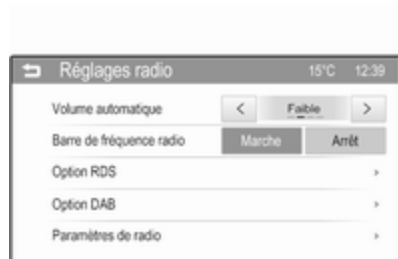 Réglages radio 15°C 12:39
Volume automatique < Faible >
Barre de fréquence radio Marche Arrêt
Option RDS
Option DAB
Paramètres de radio